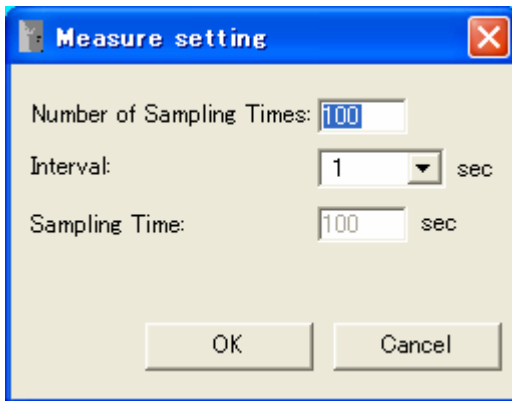 Measure setting
Number of Sampling Times: 100
Interval: 1 sec
Sampling Time: 100 sec
OK Cancel